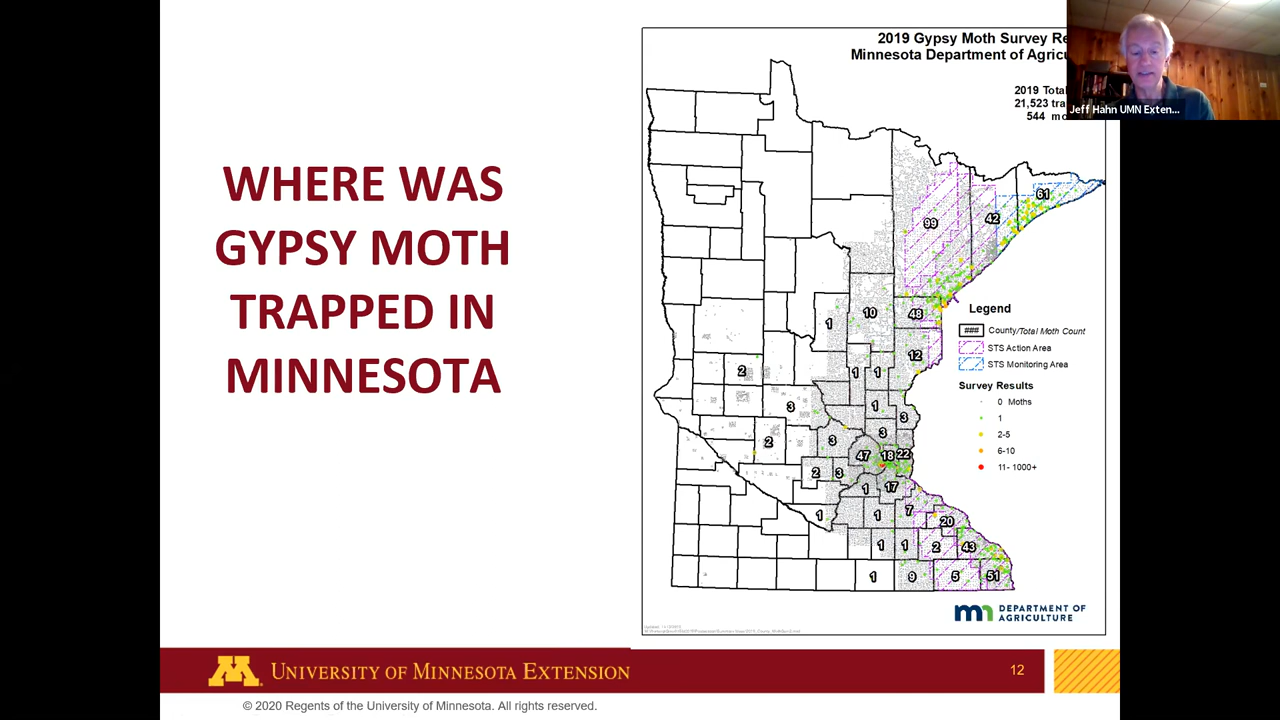 WHERE WAS
GYPSY MOTH
TRAPPED IN
MINNESOTA
2019 Gypsy Moth Survey Re
Minnesota Department of Agricu
2019 Total
21,523 tra
544 mo
Jeff Hahn UMN Exten...
61
99
42
48
10
1
12
2
1
1
3
1
3
2
3
3
47
18
22
2
3
1
17
1
1
7
20
1
1
2
43
1
9
5
51
Legend
### County/Total Moth Count
STS Action Area
STS Monitoring Area
Survey Results
0 Moths
1
2-5
6-10
11- 1000+
mn DEPARTMENT OF
AGRICULTURE
M. UNIVERSITY OF MINNESOTA EXTENSION
12
© 2020 Regents of the University of Minnesota. All rights reserved.